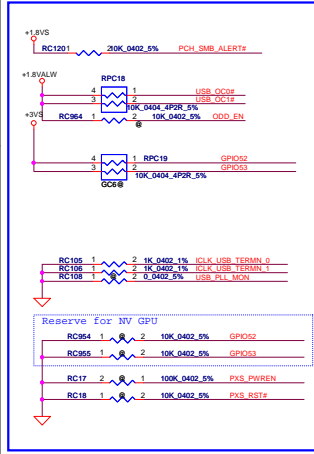 +1.8VS
RC1201 1 2 10K_0402_5% PCH_SMB_ALERT#
+1.8VALW
RPC18
4 1 USB_OC0#
3 2 USB_OC1#
10K_0404_4P2R_5%
+3VS
RC964 1 2 10K_0402_5% ODD_EN
@
4 1 RPC19 GPIO52
3 2 GPIO53
10K_0404_4P2R_5%
GC6@
RC105 1 2 1K_0402_1% ICLK_USB_TERMN_0
RC106 1 2 1K_0402_1% ICLK_USB_TERMN_1
RC108 1 @ 2 0_0402_5% USB_PLL_MON
Reserve for NV GPU
RC954 1 @ 2 10K_0402_5% GPIO52
RC955 1 @ 2 10K_0402_5% GPIO53
RC17 2 @ 1 100K_0402_5% PXS_PWREN
RC18 1 @ 2 10K_0402_5% PXS_RST#